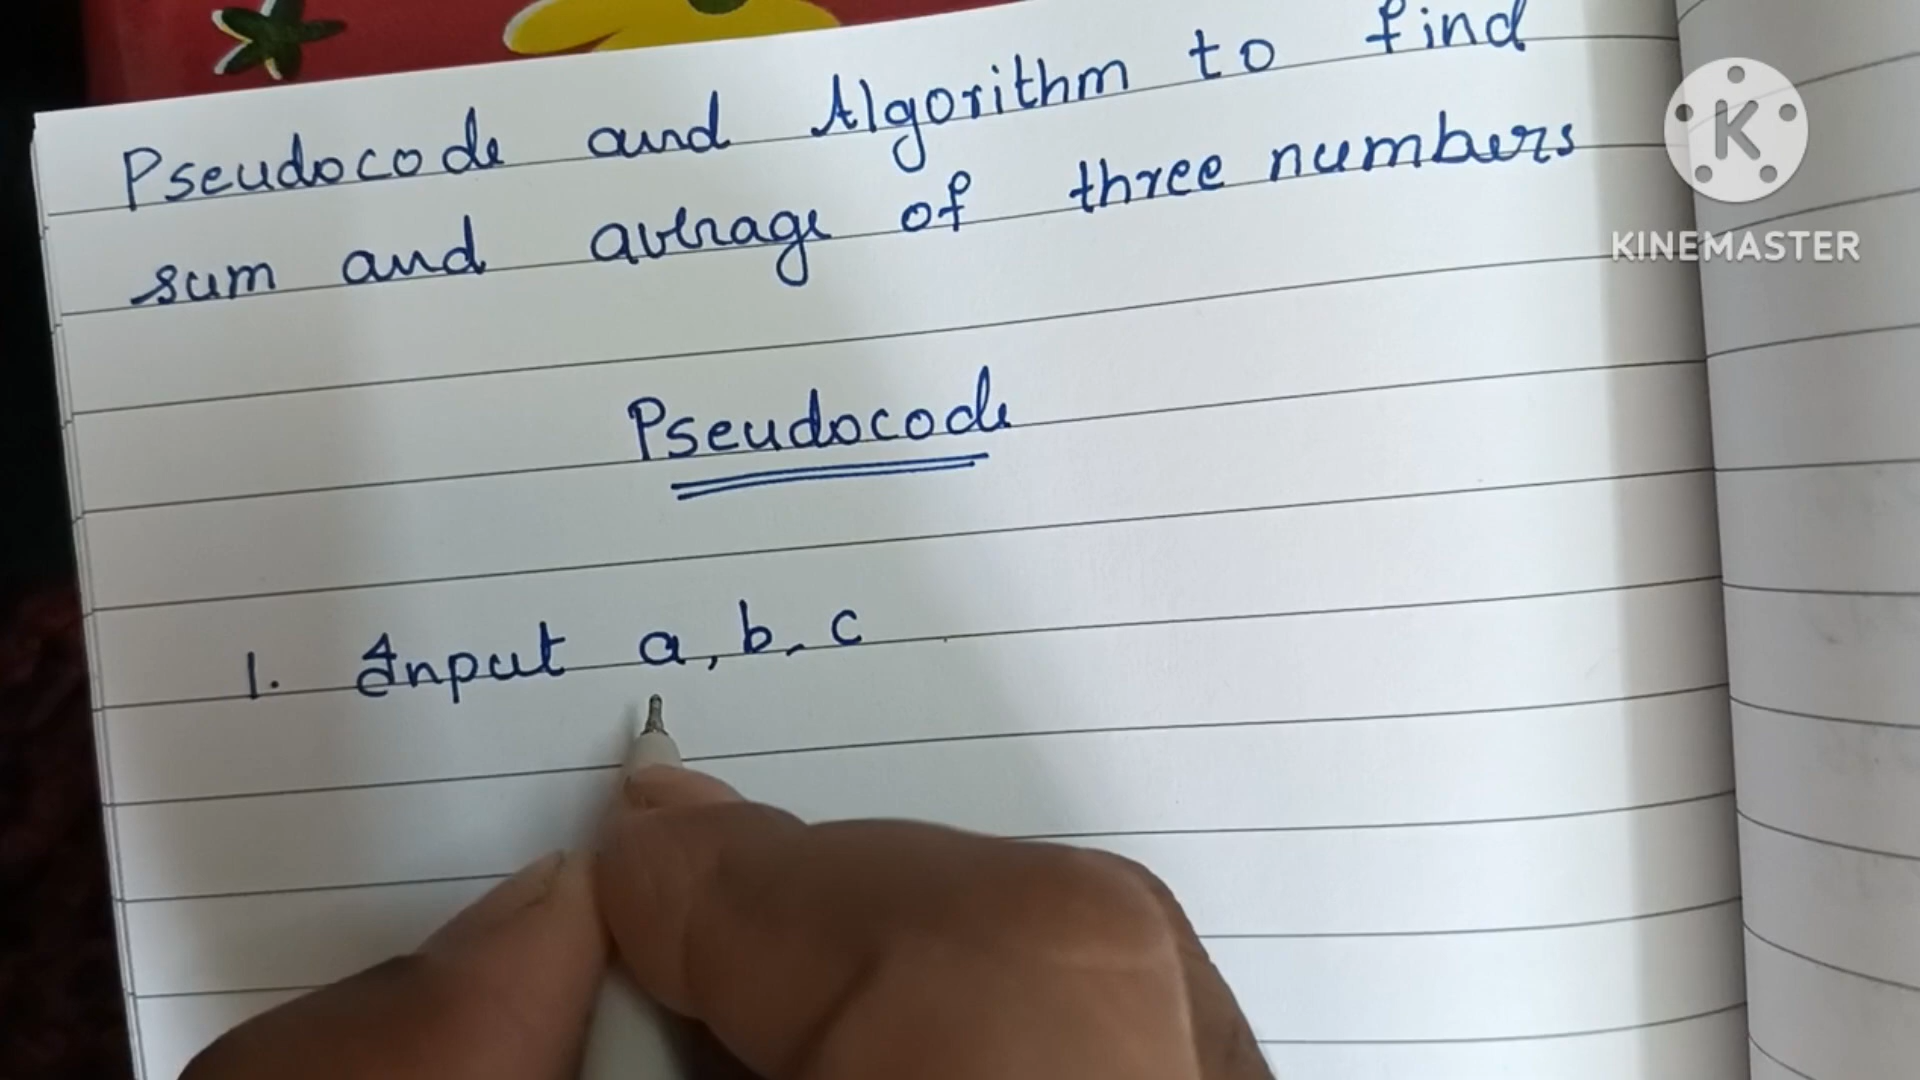 Pseudocode and Algorithm to find
sum and average of three numbers
Pseudocode
1. Input a, b, c
K
KINEMASTER